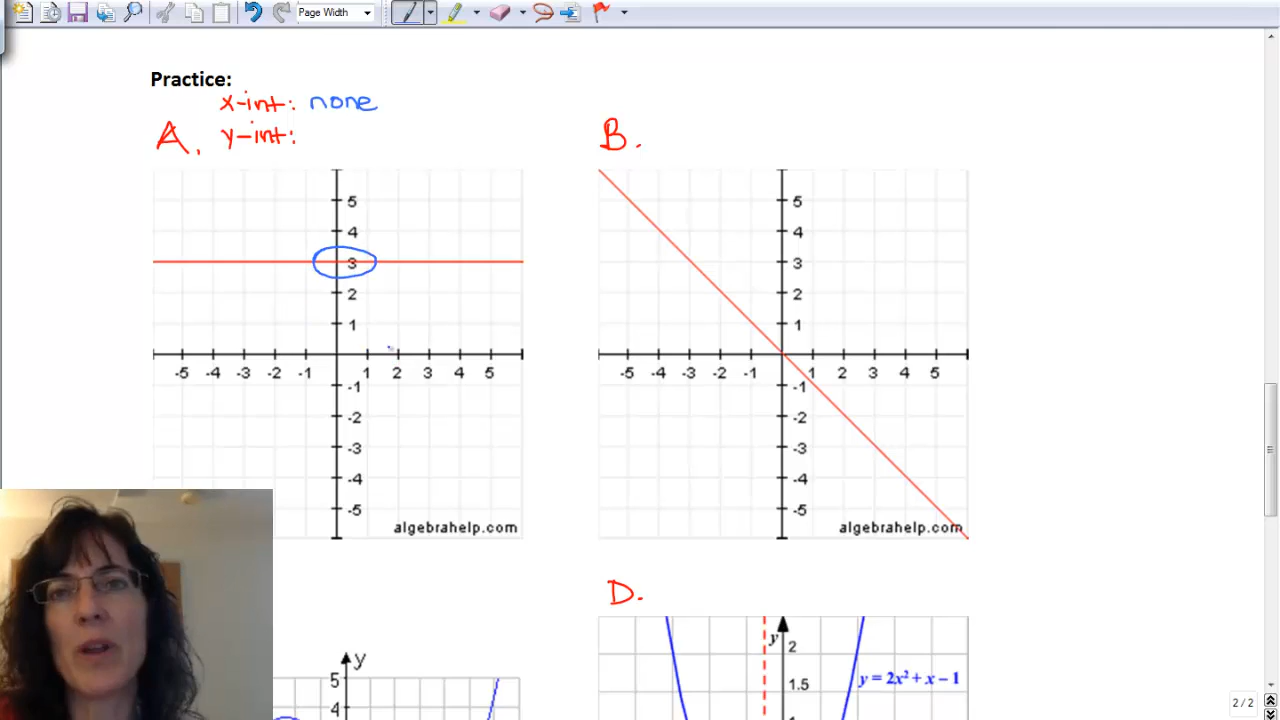 Page Width
Practice:
x-int: none
A. y-int:
B.
5
4
3
2
1
-5 -4 -3 -2 -1 1 2 3 4 5
-1
-2
-3
-4
-5
algebrahelp.com
5
4
3
2
1
-5 -4 -3 -2 -1 1 2 3 4 5
-1
-2
-3
-4
-5
algebrahelp.com
D.
y
5
4
y 2
y = 2x² + x – 1
1.5
2/2